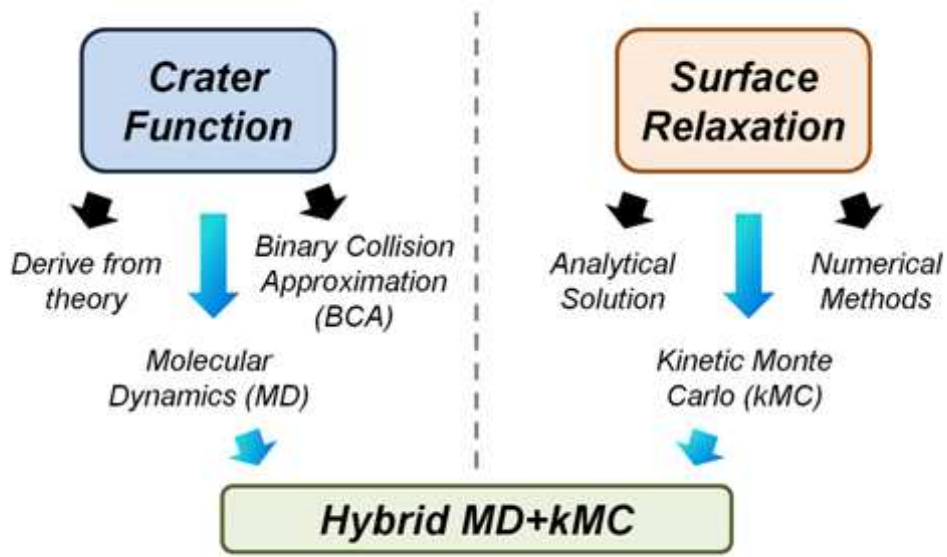 Crater
Function
Derive from
theory
Binary Collision
Approximation
(BCA)
Molecular
Dynamics (MD)
Surface
Relaxation
Analytical
Solution
Numerical
Methods
Kinetic Monte
Carlo (kMC)
Hybrid MD+kMC